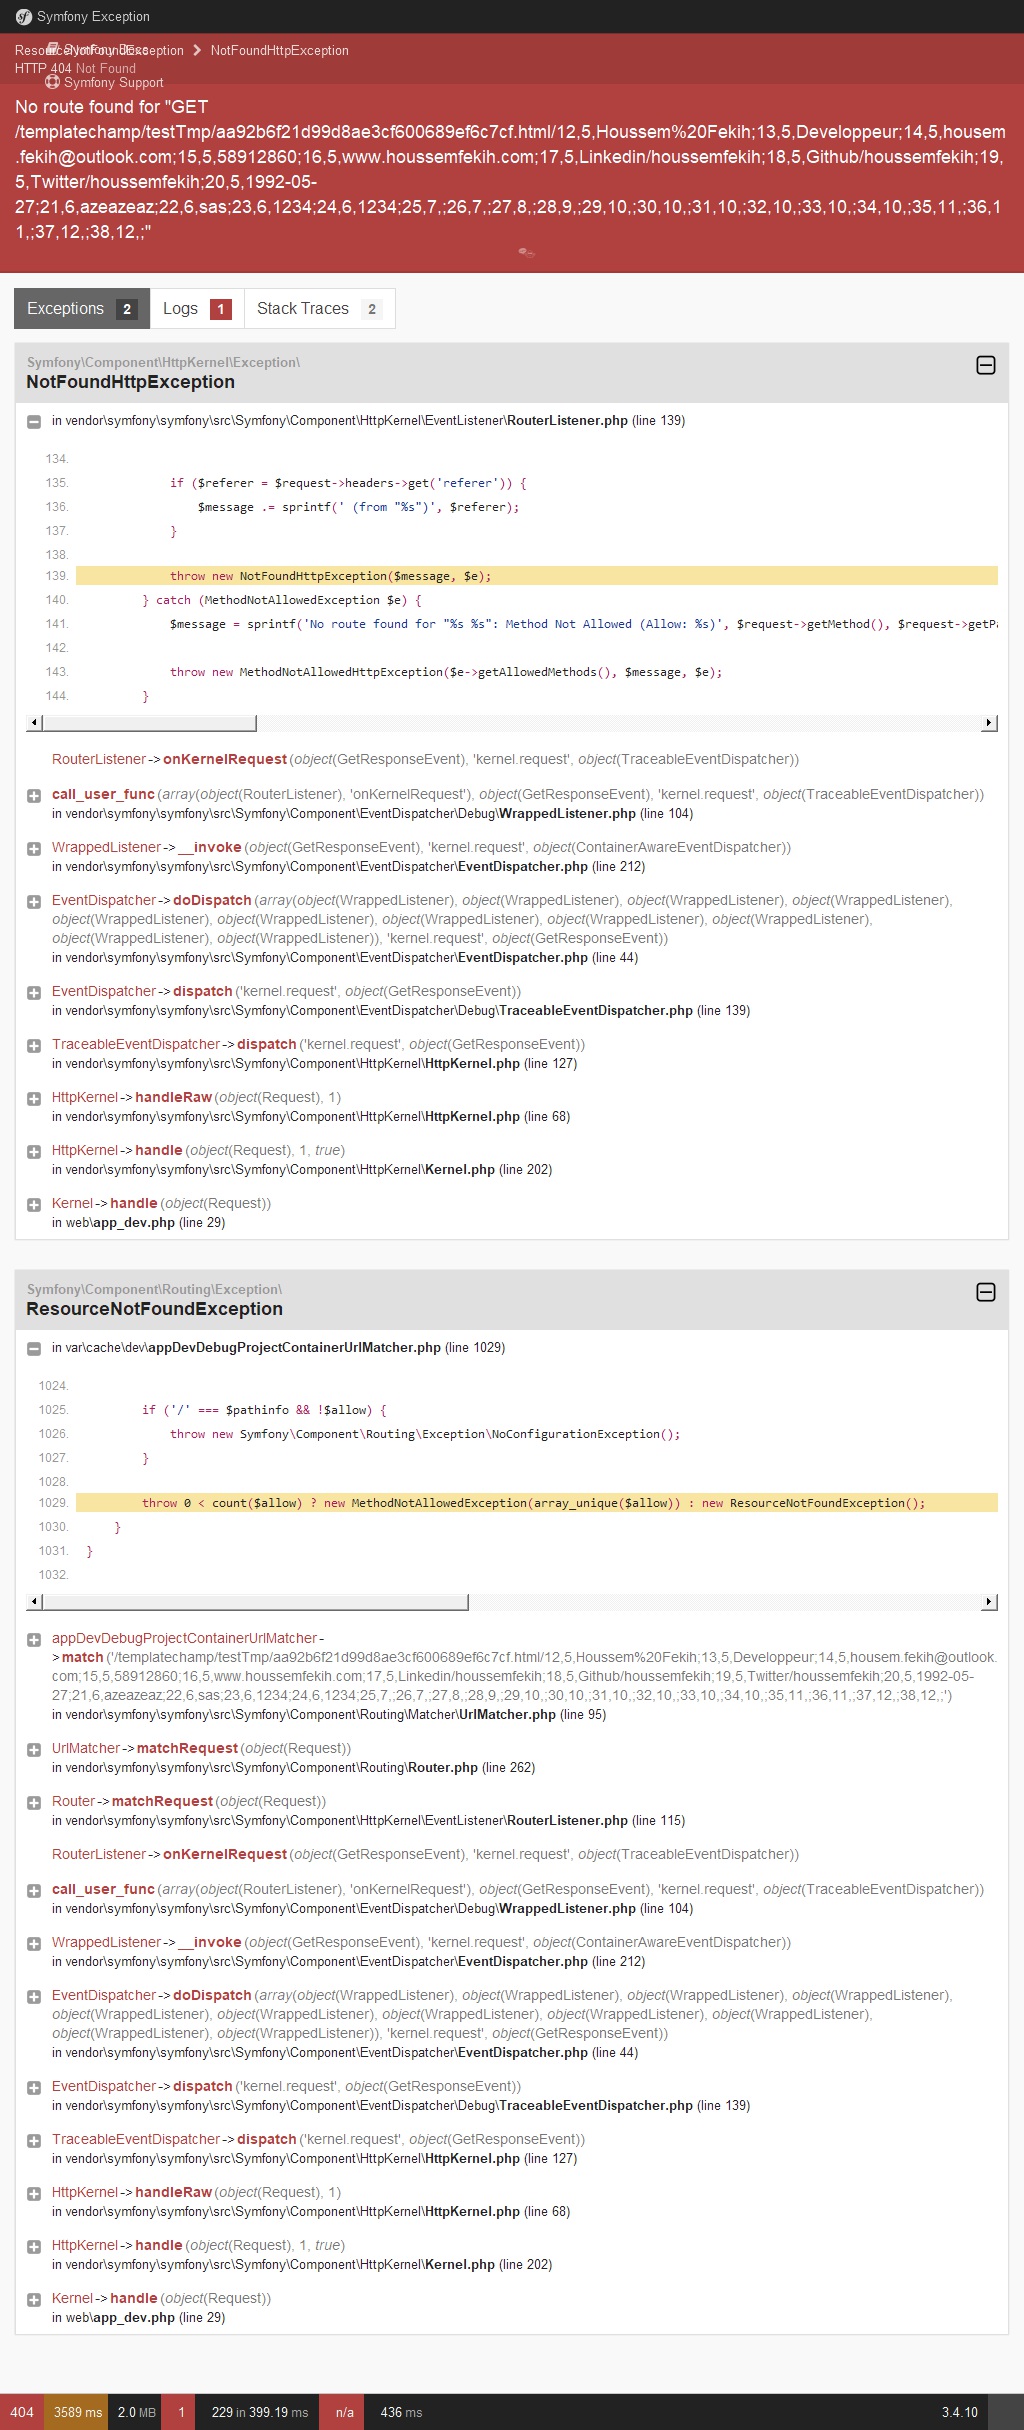 Symfony Exception
ResourceNotFoundException NotFoundHttpException
Symfony Docs
HTTP 404 Not Found
Symfony Support
No route found for "GET
/templatechamp/testTmp/aa92b6f21d99d8ae3cf600689ef6c7cf.html/12,5,Houssem%20Fekih;13,5,Developpeur;14,5,housem
.fekih@outlook.com;15,5,58912860;16,5,www.houssemfekih.com;17,5,Linkedin/houssemfekih;18,5,Github/houssemfekih;19,
5,Twitter/houssemfekih;20,5,1992-05-
27;21,6,azeazeaz;22,6,sas;23,6,1234;24,6,1234;25,7,;26,7,;27,8,;28,9,;29,10,;30,10,;31,10,;32,10,;33,10,;34,10,;35,11,;36,1
1,;37,12,;38,12,;"
Exceptions 2 Logs 1 Stack Traces 2
Symfony\Component\HttpKernel\Exception\
NotFoundHttpException
in vendor\symfony\symfony\src\Symfony\Component\HttpKernel\EventListener\RouterListener.php (line 139)
134.
135. if ($referer = $request->headers->get('referer')) {
136. $message .= sprintf(' (from "%s")', $referer);
137. }
138.
139. throw new NotFoundHttpException($message, $e);
140. } catch (MethodNotAllowedException $e) {
141. $message = sprintf('No route found for "%s %s": Method Not Allowed (Allow: %s)', $request->getMethod(), $request->getPa
142.
143. throw new MethodNotAllowedHttpException($e->getAllowedMethods(), $message, $e);
144. }
RouterListener->onKernelRequest(object(GetResponseEvent), 'kernel.request', object(TraceableEventDispatcher))
call_user_func(array(object(RouterListener), 'onKernelRequest'), object(GetResponseEvent), 'kernel.request', object(TraceableEventDispatcher))
in vendor\symfony\symfony\src\Symfony\Component\EventDispatcher\Debug\WrappedListener.php (line 104)
WrappedListener->__invoke(object(GetResponseEvent), 'kernel.request', object(ContainerAwareEventDispatcher))
in vendor\symfony\symfony\src\Symfony\Component\EventDispatcher\EventDispatcher.php (line 212)
EventDispatcher->doDispatch(array(object(WrappedListener), object(WrappedListener), object(WrappedListener), object(WrappedListener),
object(WrappedListener), object(WrappedListener), object(WrappedListener), object(WrappedListener), object(WrappedListener),
object(WrappedListener), object(WrappedListener)), 'kernel.request', object(GetResponseEvent))
in vendor\symfony\symfony\src\Symfony\Component\EventDispatcher\EventDispatcher.php (line 44)
EventDispatcher->dispatch('kernel.request', object(GetResponseEvent))
in vendor\symfony\symfony\src\Symfony\Component\EventDispatcher\Debug\TraceableEventDispatcher.php (line 139)
TraceableEventDispatcher->dispatch('kernel.request', object(GetResponseEvent))
in vendor\symfony\symfony\src\Symfony\Component\HttpKernel\HttpKernel.php (line 127)
HttpKernel->handleRaw(object(Request), 1)
in vendor\symfony\symfony\src\Symfony\Component\HttpKernel\HttpKernel.php (line 68)
HttpKernel->handle(object(Request), 1, true)
in vendor\symfony\symfony\src\Symfony\Component\HttpKernel\Kernel.php (line 202)
Kernel->handle(object(Request))
in web\app_dev.php (line 29)
Symfony\Component\Routing\Exception\
ResourceNotFoundException
in var\cache\dev\appDevDebugProjectContainerUrlMatcher.php (line 1029)
1024.
1025. if ('/' === $pathinfo && !$allow) {
1026. throw new Symfony\Component\Routing\Exception\NoConfigurationException();
1027. }
1028.
1029. throw 0 < count($allow) ? new MethodNotAllowedException(array_unique($allow)) : new ResourceNotFoundException();
1030. }
1031. }
1032.
appDevDebugProjectContainerUrlMatcher-
>match('/templatechamp/testTmp/aa92b6f21d99d8ae3cf600689ef6c7cf.html/12,5,Houssem%20Fekih;13,5,Developpeur;14,5,housem.fekih@outlook.
com;15,5,58912860;16,5,www.houssemfekih.com;17,5,Linkedin/houssemfekih;18,5,Github/houssemfekih;19,5,Twitter/houssemfekih;20,5,1992-05-
27;21,6,azeazeaz;22,6,sas;23,6,1234;24,6,1234;25,7,;26,7,;27,8,;28,9,;29,10,;30,10,;31,10,;32,10,;33,10,;34,10,;35,11,;36,11,;37,12,;38,12,;')
in vendor\symfony\symfony\src\Symfony\Component\Routing\Matcher\UrlMatcher.php (line 95)
UrlMatcher->matchRequest(object(Request))
in vendor\symfony\symfony\src\Symfony\Component\Routing\Router.php (line 262)
Router->matchRequest(object(Request))
in vendor\symfony\symfony\src\Symfony\Component\HttpKernel\EventListener\RouterListener.php (line 115)
RouterListener->onKernelRequest(object(GetResponseEvent), 'kernel.request', object(TraceableEventDispatcher))
call_user_func(array(object(RouterListener), 'onKernelRequest'), object(GetResponseEvent), 'kernel.request', object(TraceableEventDispatcher))
in vendor\symfony\symfony\src\Symfony\Component\EventDispatcher\Debug\WrappedListener.php (line 104)
WrappedListener->__invoke(object(GetResponseEvent), 'kernel.request', object(ContainerAwareEventDispatcher))
in vendor\symfony\symfony\src\Symfony\Component\EventDispatcher\EventDispatcher.php (line 212)
EventDispatcher->doDispatch(array(object(WrappedListener), object(WrappedListener), object(WrappedListener), object(WrappedListener),
object(WrappedListener), object(WrappedListener), object(WrappedListener), object(WrappedListener), object(WrappedListener),
object(WrappedListener), object(WrappedListener)), 'kernel.request', object(GetResponseEvent))
in vendor\symfony\symfony\src\Symfony\Component\EventDispatcher\EventDispatcher.php (line 44)
EventDispatcher->dispatch('kernel.request', object(GetResponseEvent))
in vendor\symfony\symfony\src\Symfony\Component\EventDispatcher\Debug\TraceableEventDispatcher.php (line 139)
TraceableEventDispatcher->dispatch('kernel.request', object(GetResponseEvent))
in vendor\symfony\symfony\src\Symfony\Component\HttpKernel\HttpKernel.php (line 127)
HttpKernel->handleRaw(object(Request), 1)
in vendor\symfony\symfony\src\Symfony\Component\HttpKernel\HttpKernel.php (line 68)
HttpKernel->handle(object(Request), 1, true)
in vendor\symfony\symfony\src\Symfony\Component\HttpKernel\Kernel.php (line 202)
Kernel->handle(object(Request))
in web\app_dev.php (line 29)
404 3589 ms 2.0 MB 1 229 in 399.19 ms n/a 436 ms 3.4.10